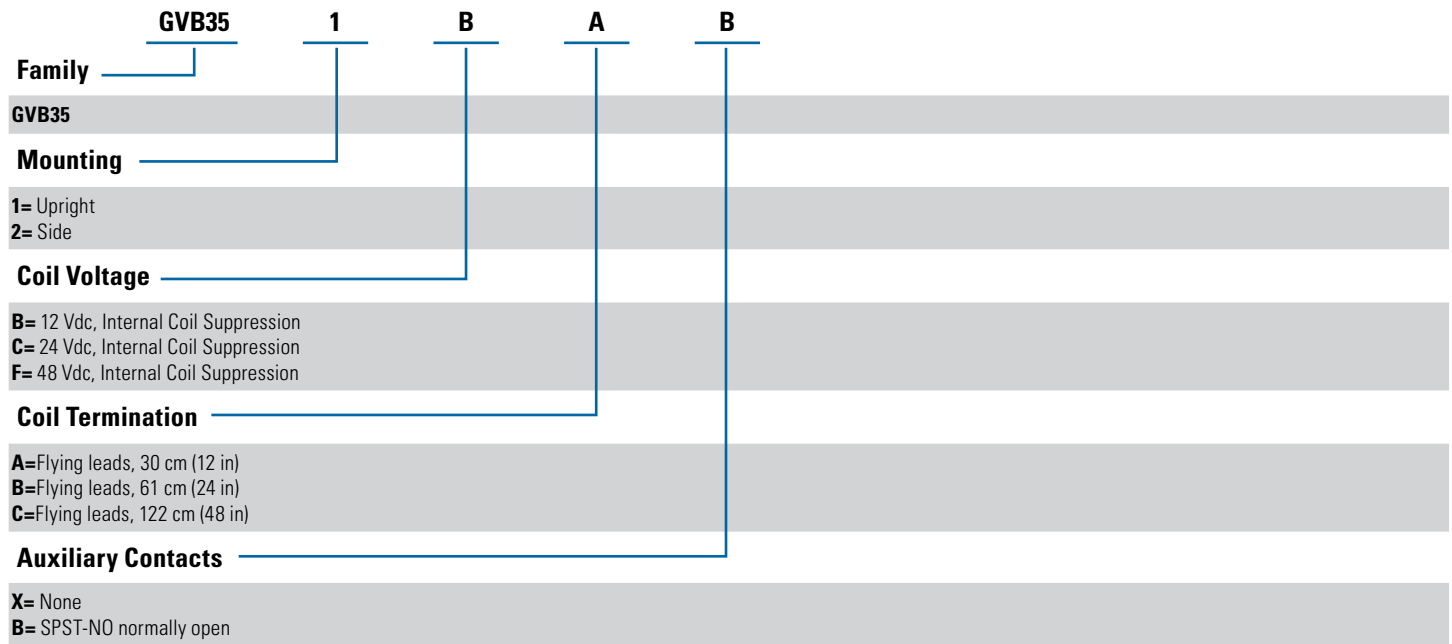 GVB35 1 B A B
Family
GVB35
Mounting
1= Upright
2= Side
Coil Voltage
B= 12 Vdc, Internal Coil Suppression
C= 24 Vdc, Internal Coil Suppression
F= 48 Vdc, Internal Coil Suppression
Coil Termination
A=Flying leads, 30 cm (12 in)
B=Flying leads, 61 cm (24 in)
C=Flying leads, 122 cm (48 in)
Auxiliary Contacts
X= None
B= SPST-NO normally open